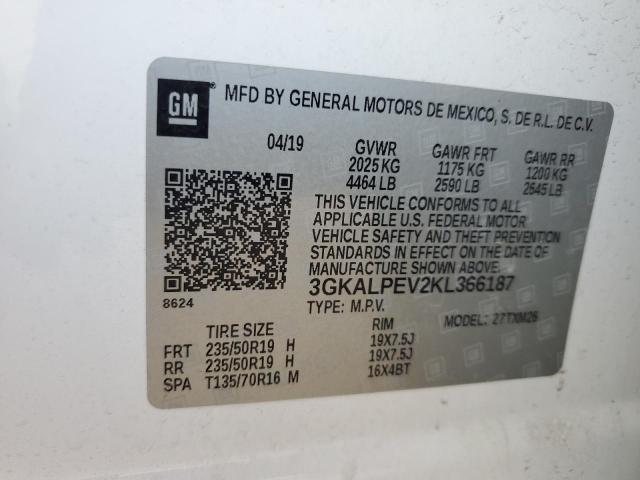 GM
MFD BY GENERAL MOTORS DE MEXICO, S. DE R.L. DE C.V.
04/19 GVWR GAWR FRT GAWR RR
2025 KG 1175 KG 1200 KG
4464 LB 2590 LB 2645 LB
THIS VEHICLE CONFORMS TO ALL
APPLICABLE U.S. FEDERAL MOTOR
VEHICLE SAFETY AND THEFT PREVENTION
STANDARDS IN EFFECT ON THE DATE
OF MANUFACTURE SHOWN ABOVE.
3GKALPEV2KL366187
8624
TYPE: M.P.V. MODEL: 27TXM26
TIRE SIZE RIM
FRT 235/50R19 H 19X7.5J
RR 235/50R19 H 19X7.5J
SPA T135/70R16 M 16X4BT